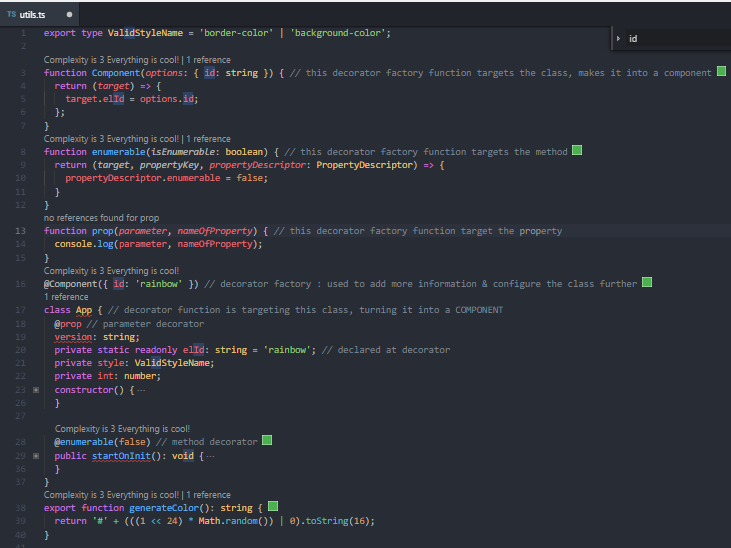 TS utils.ts ●
id
1 export type ValidStyleName = 'border-color' | 'background-color';
2
Complexity is 3 Everything is cool! | 1 reference
3 function Component(options: { id: string }) { // this decorator factory function targets the class, makes it into a component
4 return (target) => {
5 target.elId = options.id;
6 };
7 }
Complexity is 3 Everything is cool! | 1 reference
8 function enumerable(isEnumerable: boolean) { // this decorator factory function targets the method
9 return (target, propertyKey, propertyDescriptor: PropertyDescriptor) => {
10 propertyDescriptor.enumerable = false;
11 }
12 }
no references found for prop
13 function prop(parameter, nameOfProperty) { // this decorator factory function target the property
14 console.log(parameter, nameOfProperty);
15 }
Complexity is 3 Everything is cool!
16 @Component({ id: 'rainbow' }) // decorator factory : used to add more information & configure the class further
1 reference
17 class App { // decorator function is targeting this class, turning it into a COMPONENT
18 @prop // parameter decorator
19 version: string;
20 private static readonly elId: string = 'rainbow'; // declared at decorator
21 private style: ValidStyleName;
22 private int: number;
23 constructor() { ⋯
26 }
27
Complexity is 3 Everything is cool!
28 @enumerable(false) // method decorator
29 public startOnInit(): void { ⋯
36 }
37 }
Complexity is 3 Everything is cool! | 1 reference
38 export function generateColor(): string {
39 return '#' + (((1 << 24) * Math.random()) | 0).toString(16);
40 }
41